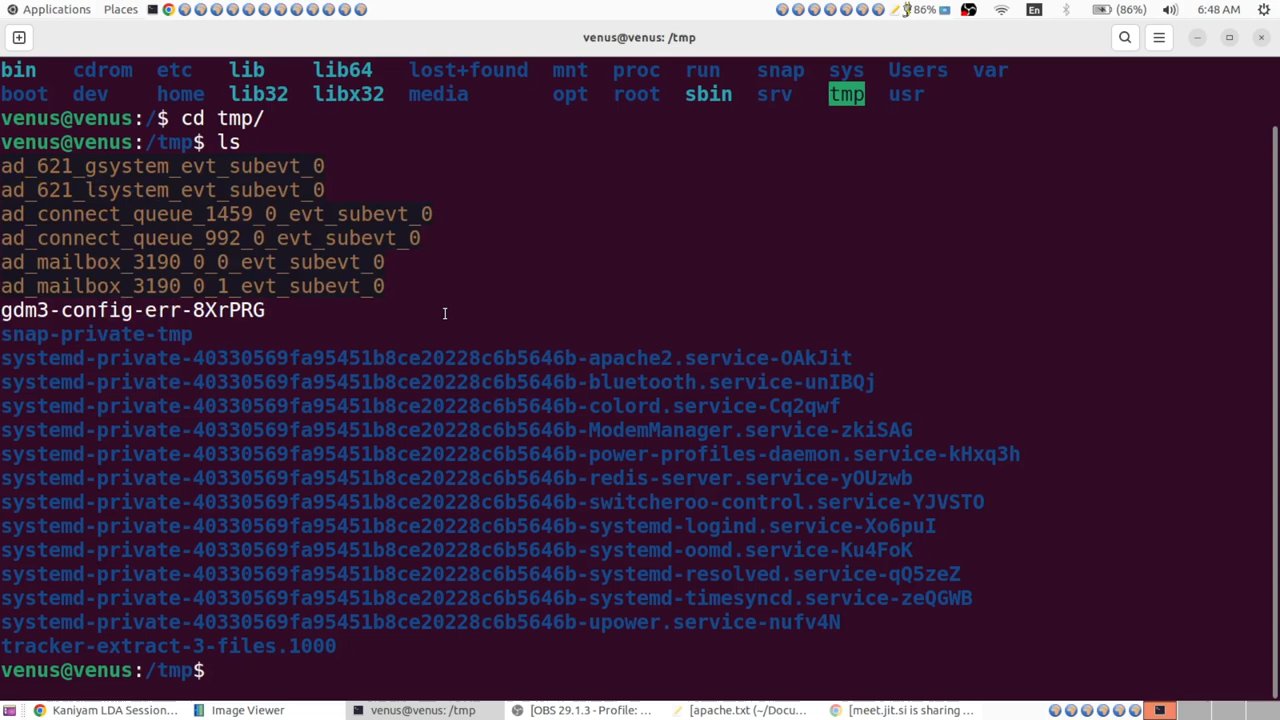 Applications Places 86% En (86%) 6:48 AM
venus@venus: /tmp
bin cdrom etc lib lib64 lost+found mnt proc run snap sys Users var
boot dev home lib32 libx32 media opt root sbin srv tmp usr
venus@venus:/$ cd tmp/
venus@venus:/tmp$ ls
ad_621_gsystem_evt_subevt_0
ad_621_lsystem_evt_subevt_0
ad_connect_queue_1459_0_evt_subevt_0
ad_connect_queue_992_0_evt_subevt_0
ad_mailbox_3190_0_0_evt_subevt_0
ad_mailbox_3190_0_1_evt_subevt_0
gdm3-config-err-8XrPRG
snap-private-tmp
systemd-private-40330569fa95451b8ce20228c6b5646b-apache2.service-OAkJit
systemd-private-40330569fa95451b8ce20228c6b5646b-bluetooth.service-unIBQj
systemd-private-40330569fa95451b8ce20228c6b5646b-colord.service-Cq2qwf
systemd-private-40330569fa95451b8ce20228c6b5646b-ModemManager.service-zkiSAG
systemd-private-40330569fa95451b8ce20228c6b5646b-power-profiles-daemon.service-kHxq3h
systemd-private-40330569fa95451b8ce20228c6b5646b-redis-server.service-yOUzwb
systemd-private-40330569fa95451b8ce20228c6b5646b-switcheroo-control.service-YJVSTO
systemd-private-40330569fa95451b8ce20228c6b5646b-systemd-logind.service-Xo6puI
systemd-private-40330569fa95451b8ce20228c6b5646b-systemd-oomd.service-Ku4FoK
systemd-private-40330569fa95451b8ce20228c6b5646b-systemd-resolved.service-qQ5zeZ
systemd-private-40330569fa95451b8ce20228c6b5646b-systemd-timesyncd.service-zeQGWB
systemd-private-40330569fa95451b8ce20228c6b5646b-upower.service-nufv4N
tracker-extract-3-files.1000
venus@venus:/tmp$
Kaniyam LDA Session... Image Viewer venus@venus: /tmp [OBS 29.1.3 - Profile: ... [apache.txt (~/Docu... [meet.jit.si is sharing ...